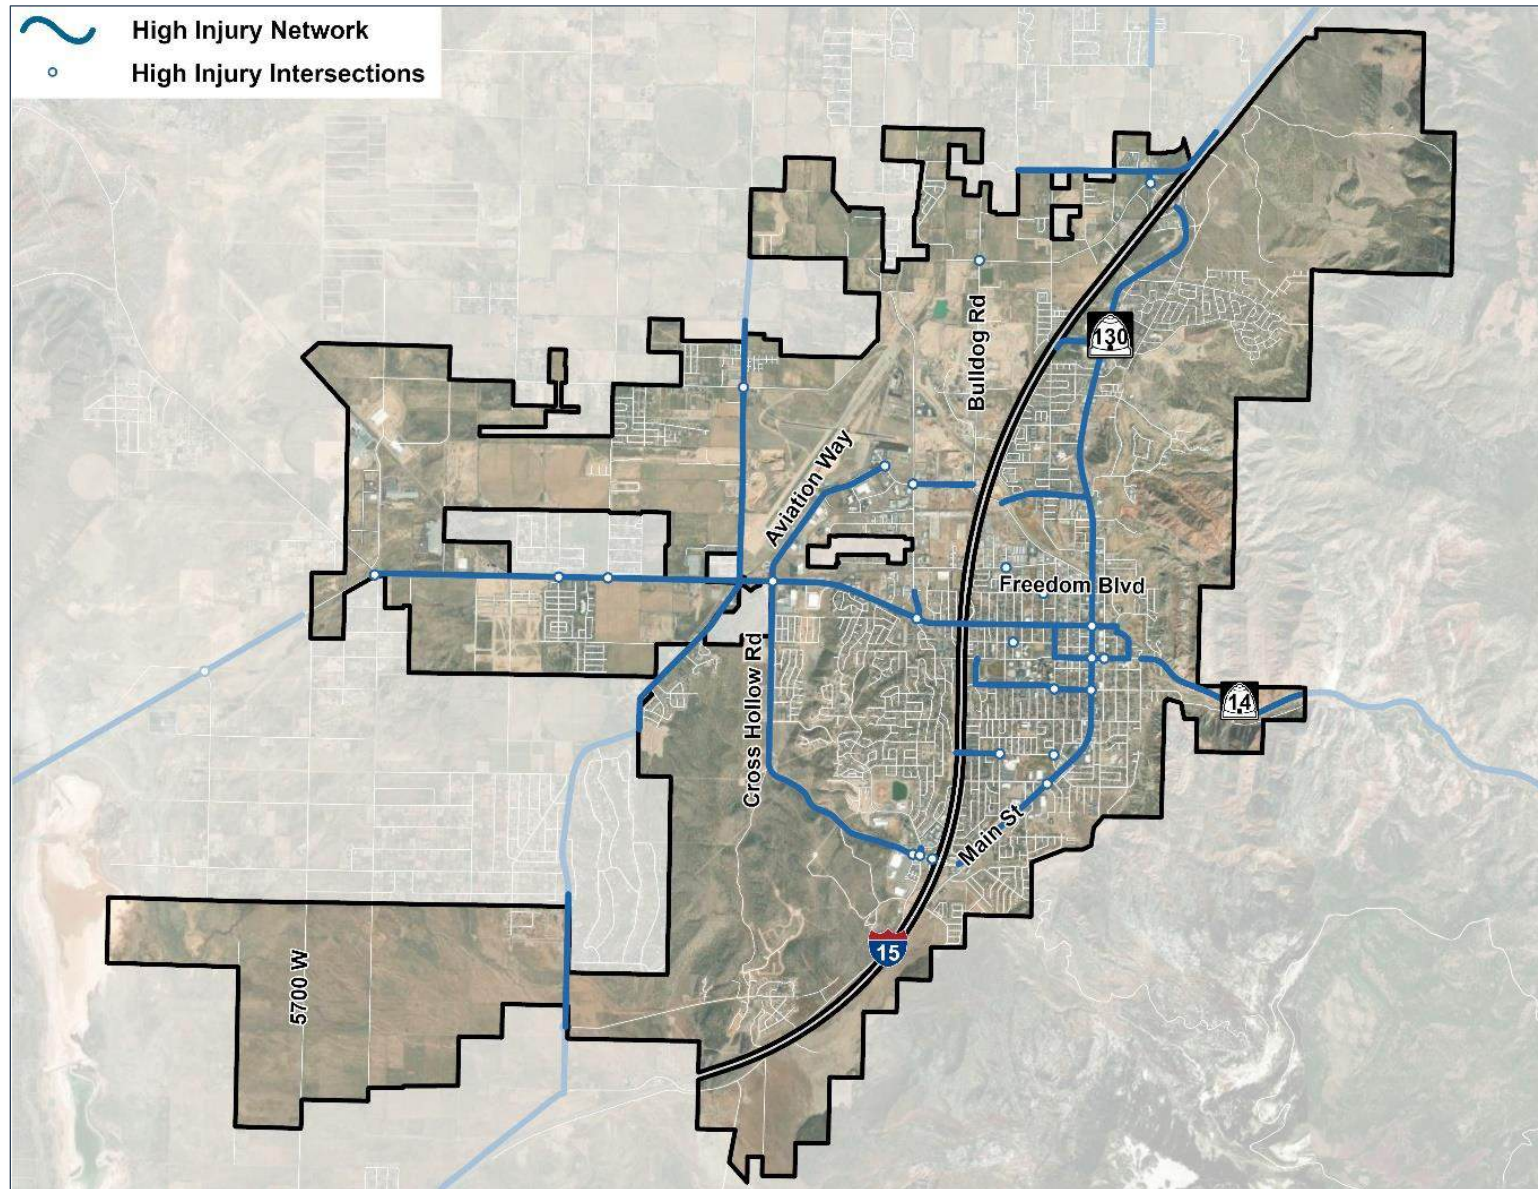 High Injury Network
High Injury Intersections
130
Bulldog Rd
Aviation Way
Freedom Blvd
Cross Hollow Rd
14
Main St
15
5700 W